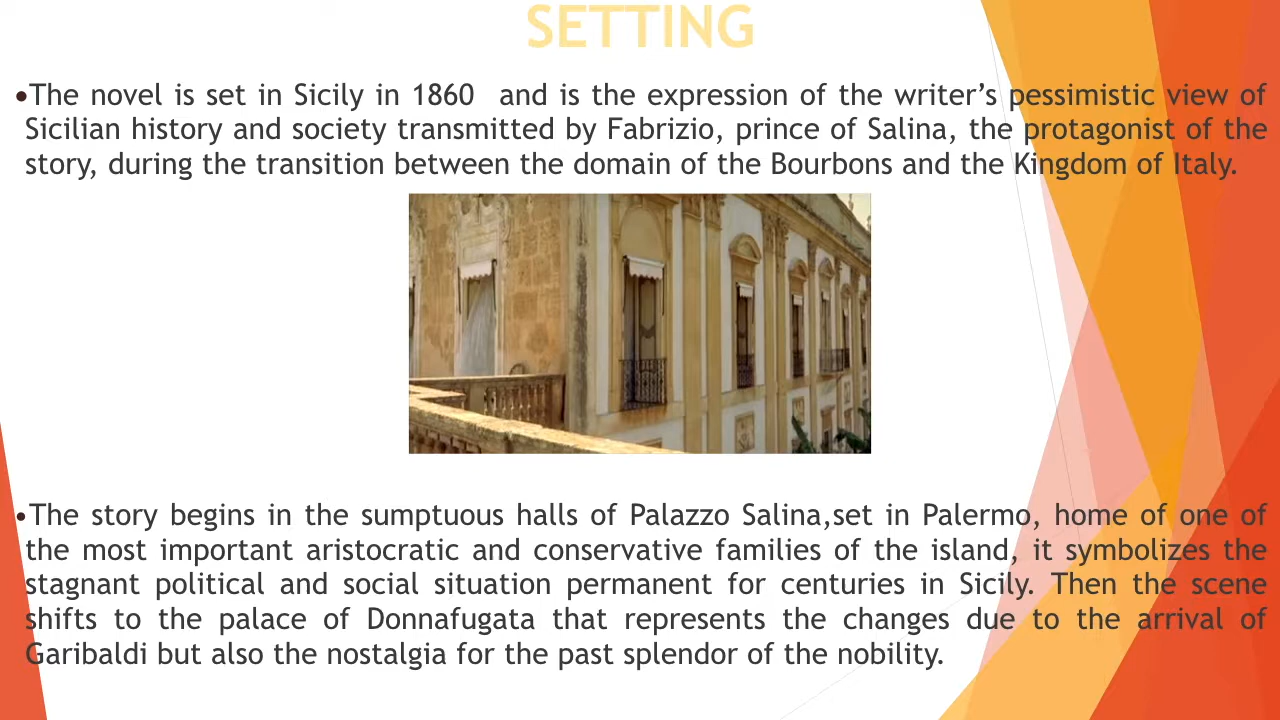 SETTING
•The novel is set in Sicily in 1860  and is the expression of the writer’s pessimistic view of
Sicilian history and society transmitted by Fabrizio, prince of Salina, the protagonist of the
story, during the transition between the domain of the Bourbons and the Kingdom of Italy.
•The story begins in the sumptuous halls of Palazzo Salina,set in Palermo, home of one of
the most important aristocratic and conservative families of the island, it symbolizes the
stagnant political and social situation permanent for centuries in Sicily. Then the scene
shifts to the palace of Donnafugata that represents the changes due to the arrival of
Garibaldi but also the nostalgia for the past splendor of the nobility.